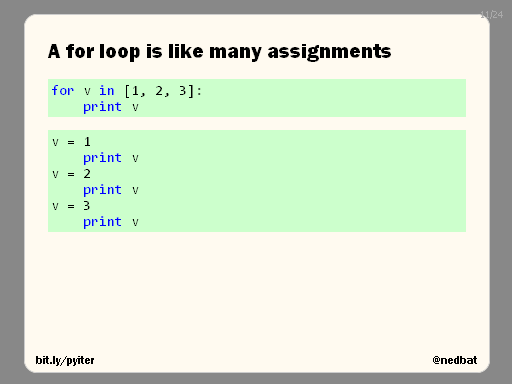 11/24
A for loop is like many assignments
for v in [1, 2, 3]:
    print v
v = 1
    print v
v = 2
    print v
v = 3
    print v
bit.ly/pyiter
@nedbat